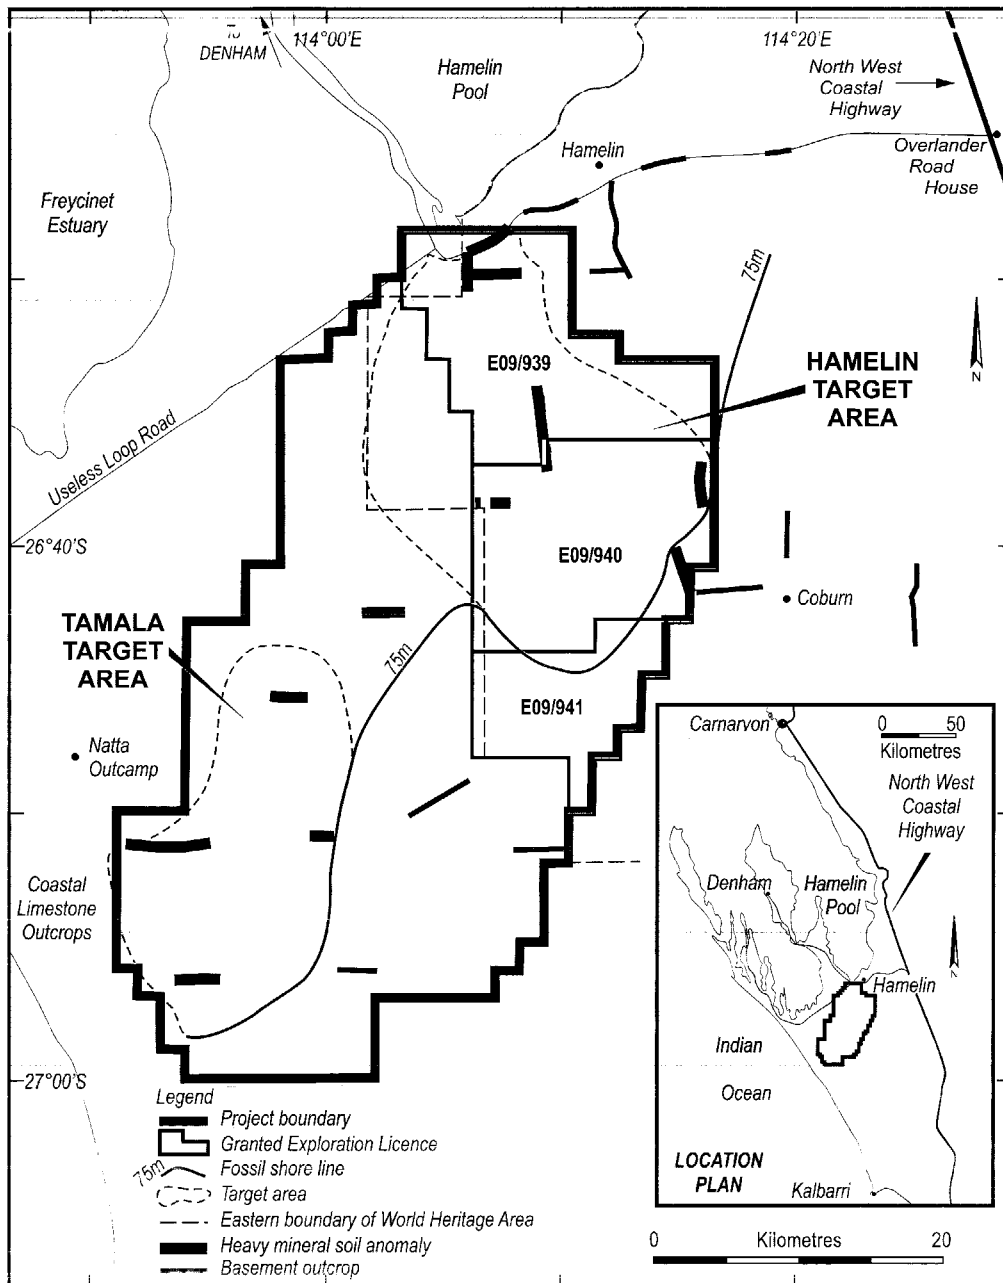 75
DENHAM
114°00'E
114°20'E
Hamelin
Pool
North West
Coastal
Highway
Hamelin
Overlander
Road
House
Freycinet
Estuary
75m
E09/939
HAMELIN
TARGET
AREA
N
Useless Loop Road
26°40'S
E09/940
Coburn
TAMALA
TARGET
AREA
75m
E09/941
Natta
Outcamp
Coastal
Limestone
Outcrops
27°00'S
Carnarvon
0 50
Kilometres
North West
Coastal
Highway
Denham
Hamelin
Pool
N
Hamelin
Indian
Ocean
LOCATION
PLAN
Kalbarri
Legend
Project boundary
Granted Exploration Licence
75m
Fossil shore line
Target area
Eastern boundary of World Heritage Area
Heavy mineral soil anomaly
Basement outcrop
0 Kilometres 20